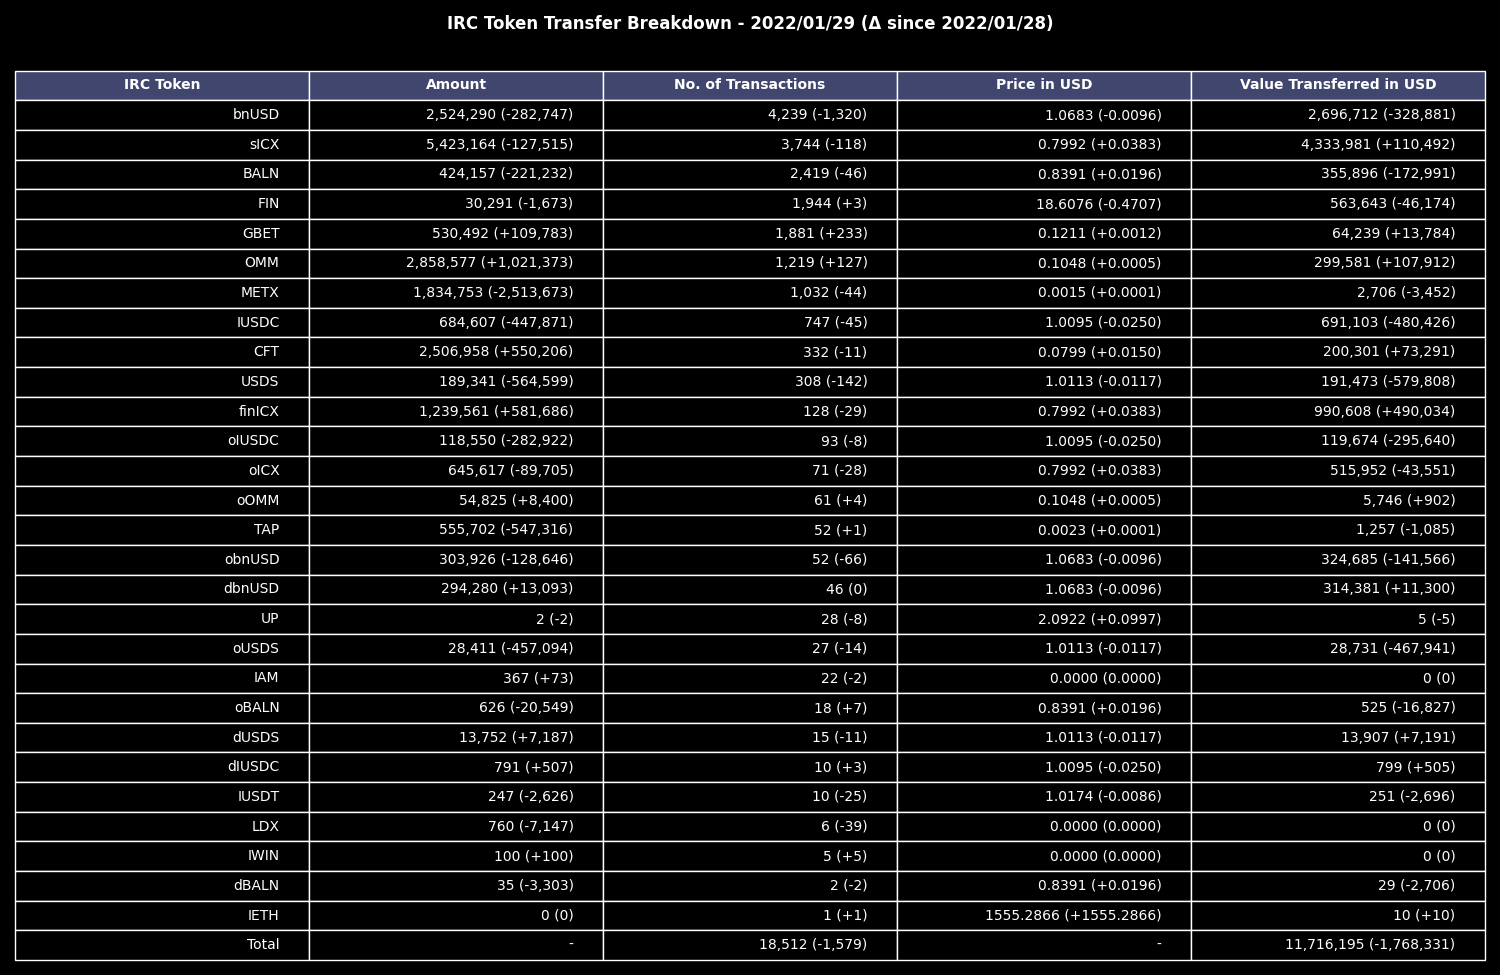 IRC Token Transfer Breakdown - 2022/01/29 (Δ since 2022/01/28)
IRC Token Amount No. of Transactions Price in USD Value Transferred in USD
bnUSD 2,524,290 (-282,747) 4,239 (-1,320) 1.0683 (-0.0096) 2,696,712 (-328,881)
sICX 5,423,164 (-127,515) 3,744 (-118) 0.7992 (+0.0383) 4,333,981 (+110,492)
BALN 424,157 (-221,232) 2,419 (-46) 0.8391 (+0.0196) 355,896 (-172,991)
FIN 30,291 (-1,673) 1,944 (+3) 18.6076 (-0.4707) 563,643 (-46,174)
GBET 530,492 (+109,783) 1,881 (+233) 0.1211 (+0.0012) 64,239 (+13,784)
OMM 2,858,577 (+1,021,373) 1,219 (+127) 0.1048 (+0.0005) 299,581 (+107,912)
METX 1,834,753 (-2,513,673) 1,032 (-44) 0.0015 (+0.0001) 2,706 (-3,452)
IUSDC 684,607 (-447,871) 747 (-45) 1.0095 (-0.0250) 691,103 (-480,426)
CFT 2,506,958 (+550,206) 332 (-11) 0.0799 (+0.0150) 200,301 (+73,291)
USDS 189,341 (-564,599) 308 (-142) 1.0113 (-0.0117) 191,473 (-579,808)
finICX 1,239,561 (+581,686) 128 (-29) 0.7992 (+0.0383) 990,608 (+490,034)
oIUSDC 118,550 (-282,922) 93 (-8) 1.0095 (-0.0250) 119,674 (-295,640)
oICX 645,617 (-89,705) 71 (-28) 0.7992 (+0.0383) 515,952 (-43,551)
oOMM 54,825 (+8,400) 61 (+4) 0.1048 (+0.0005) 5,746 (+902)
TAP 555,702 (-547,316) 52 (+1) 0.0023 (+0.0001) 1,257 (-1,085)
obnUSD 303,926 (-128,646) 52 (-66) 1.0683 (-0.0096) 324,685 (-141,566)
dbnUSD 294,280 (+13,093) 46 (0) 1.0683 (-0.0096) 314,381 (+11,300)
UP 2 (-2) 28 (-8) 2.0922 (+0.0997) 5 (-5)
oUSDS 28,411 (-457,094) 27 (-14) 1.0113 (-0.0117) 28,731 (-467,941)
IAM 367 (+73) 22 (-2) 0.0000 (0.0000) 0 (0)
oBALN 626 (-20,549) 18 (+7) 0.8391 (+0.0196) 525 (-16,827)
dUSDS 13,752 (+7,187) 15 (-11) 1.0113 (-0.0117) 13,907 (+7,191)
dIUSDC 791 (+507) 10 (+3) 1.0095 (-0.0250) 799 (+505)
IUSDT 247 (-2,626) 10 (-25) 1.0174 (-0.0086) 251 (-2,696)
LDX 760 (-7,147) 6 (-39) 0.0000 (0.0000) 0 (0)
IWIN 100 (+100) 5 (+5) 0.0000 (0.0000) 0 (0)
dBALN 35 (-3,303) 2 (-2) 0.8391 (+0.0196) 29 (-2,706)
IETH 0 (0) 1 (+1) 1555.2866 (+1555.2866) 10 (+10)
Total - 18,512 (-1,579) - 11,716,195 (-1,768,331)